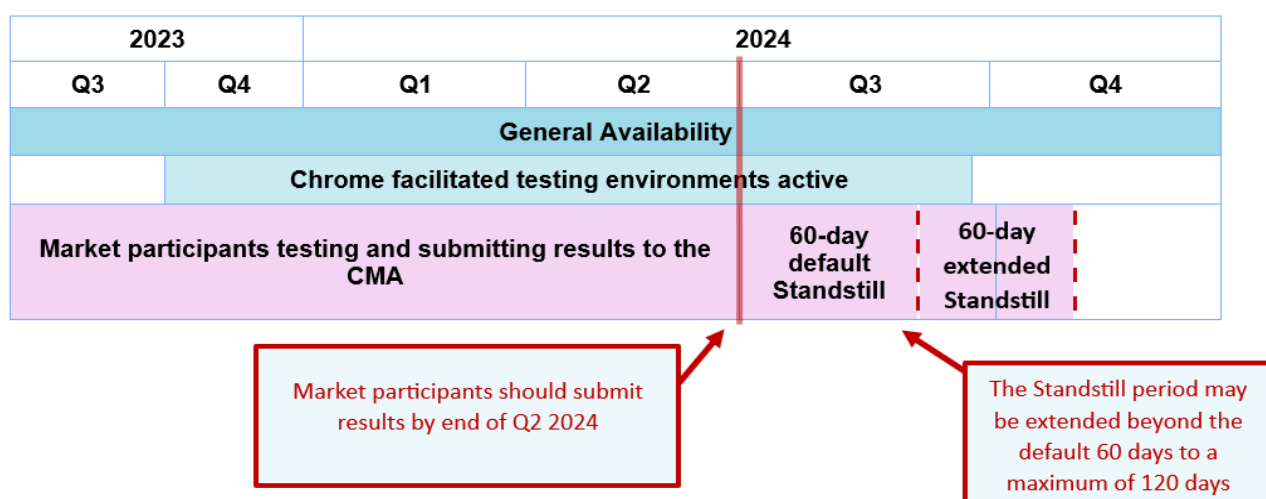 2023 2024
Q3 Q4 Q1 Q2 Q3 Q4
General Availability
Chrome facilitated testing environments active
Market participants testing and submitting results to the
CMA
60-day
default
Standstill
60-day
extended
Standstill
Market participants should submit
results by end of Q2 2024
The Standstill period may
be extended beyond the
default 60 days to a
maximum of 120 days